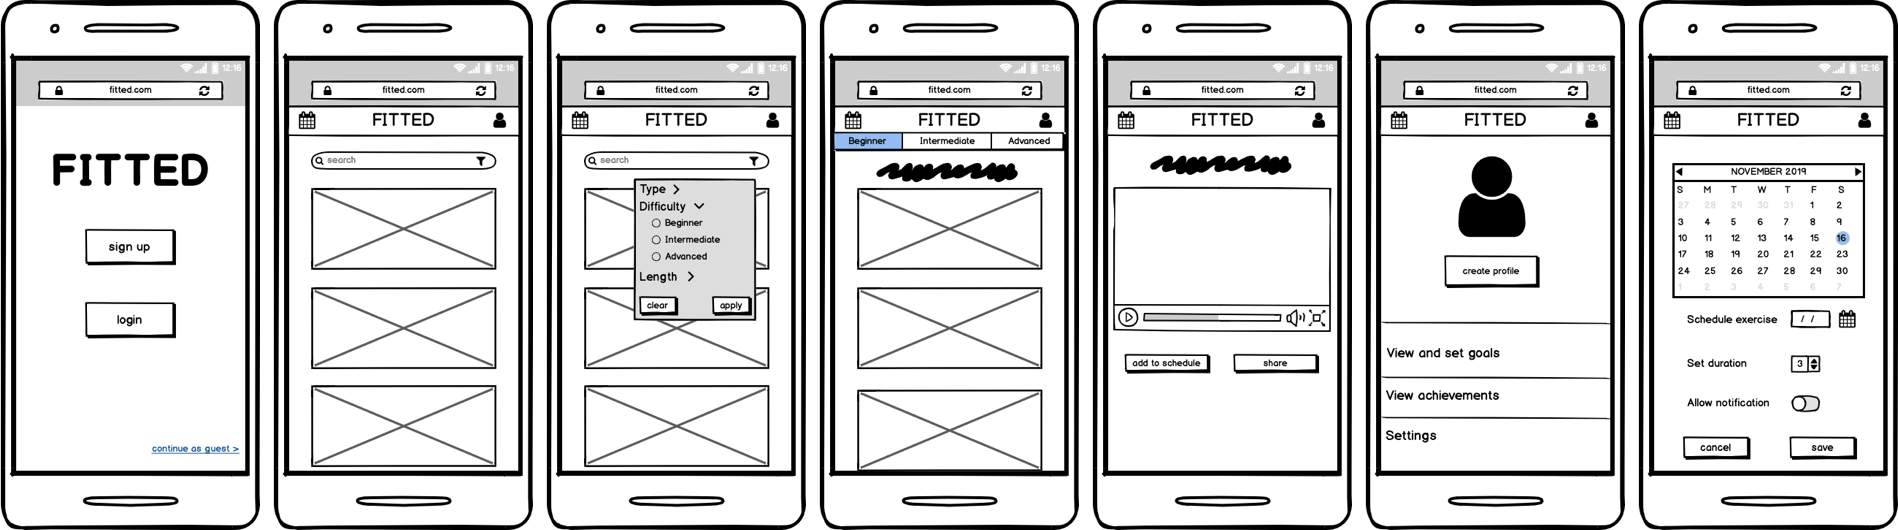 12:16
fitted.com
FITTED
sign up
login
continue as guest >
12:16
fitted.com
FITTED
search
12:16
fitted.com
FITTED
search
Type >
Difficulty
Beginner
Intermediate
Advanced
Length >
clear apply
12:16
fitted.com
FITTED
Beginner Intermediate Advanced
12:16
fitted.com
FITTED
add to schedule share
12:16
fitted.com
FITTED
create profile
View and set goals
View achievements
Settings
12:16
fitted.com
FITTED
NOVEMBER 2019
S M T W T F S
27 28 29 30 31 1 2
3 4 5 6 7 8 9
10 11 12 13 14 15 16
17 18 19 20 21 22 23
24 25 26 27 28 29 30
1 2 3 4 5 6 7
Schedule exercise / /
Set duration 3
Allow notification
cancel save